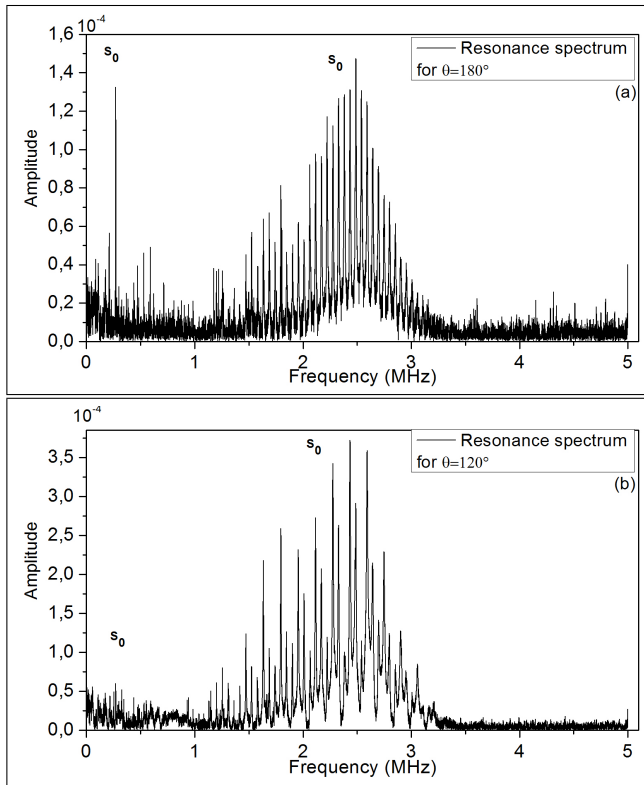 10^-4
1,6
1,4
1,2
1,0
0,8
0,6
0,4
0,2
0,0
Amplitude
s0
s0
Resonance spectrum
for θ=180°
(a)
0 1 2 3 4 5
Frequency (MHz)
10^-4
3,5
3,0
2,5
2,0
1,5
1,0
0,5
0,0
Amplitude
s0
s0
Resonance spectrum
for θ=120°
(b)
0 1 2 3 4 5
Frequency (MHz)